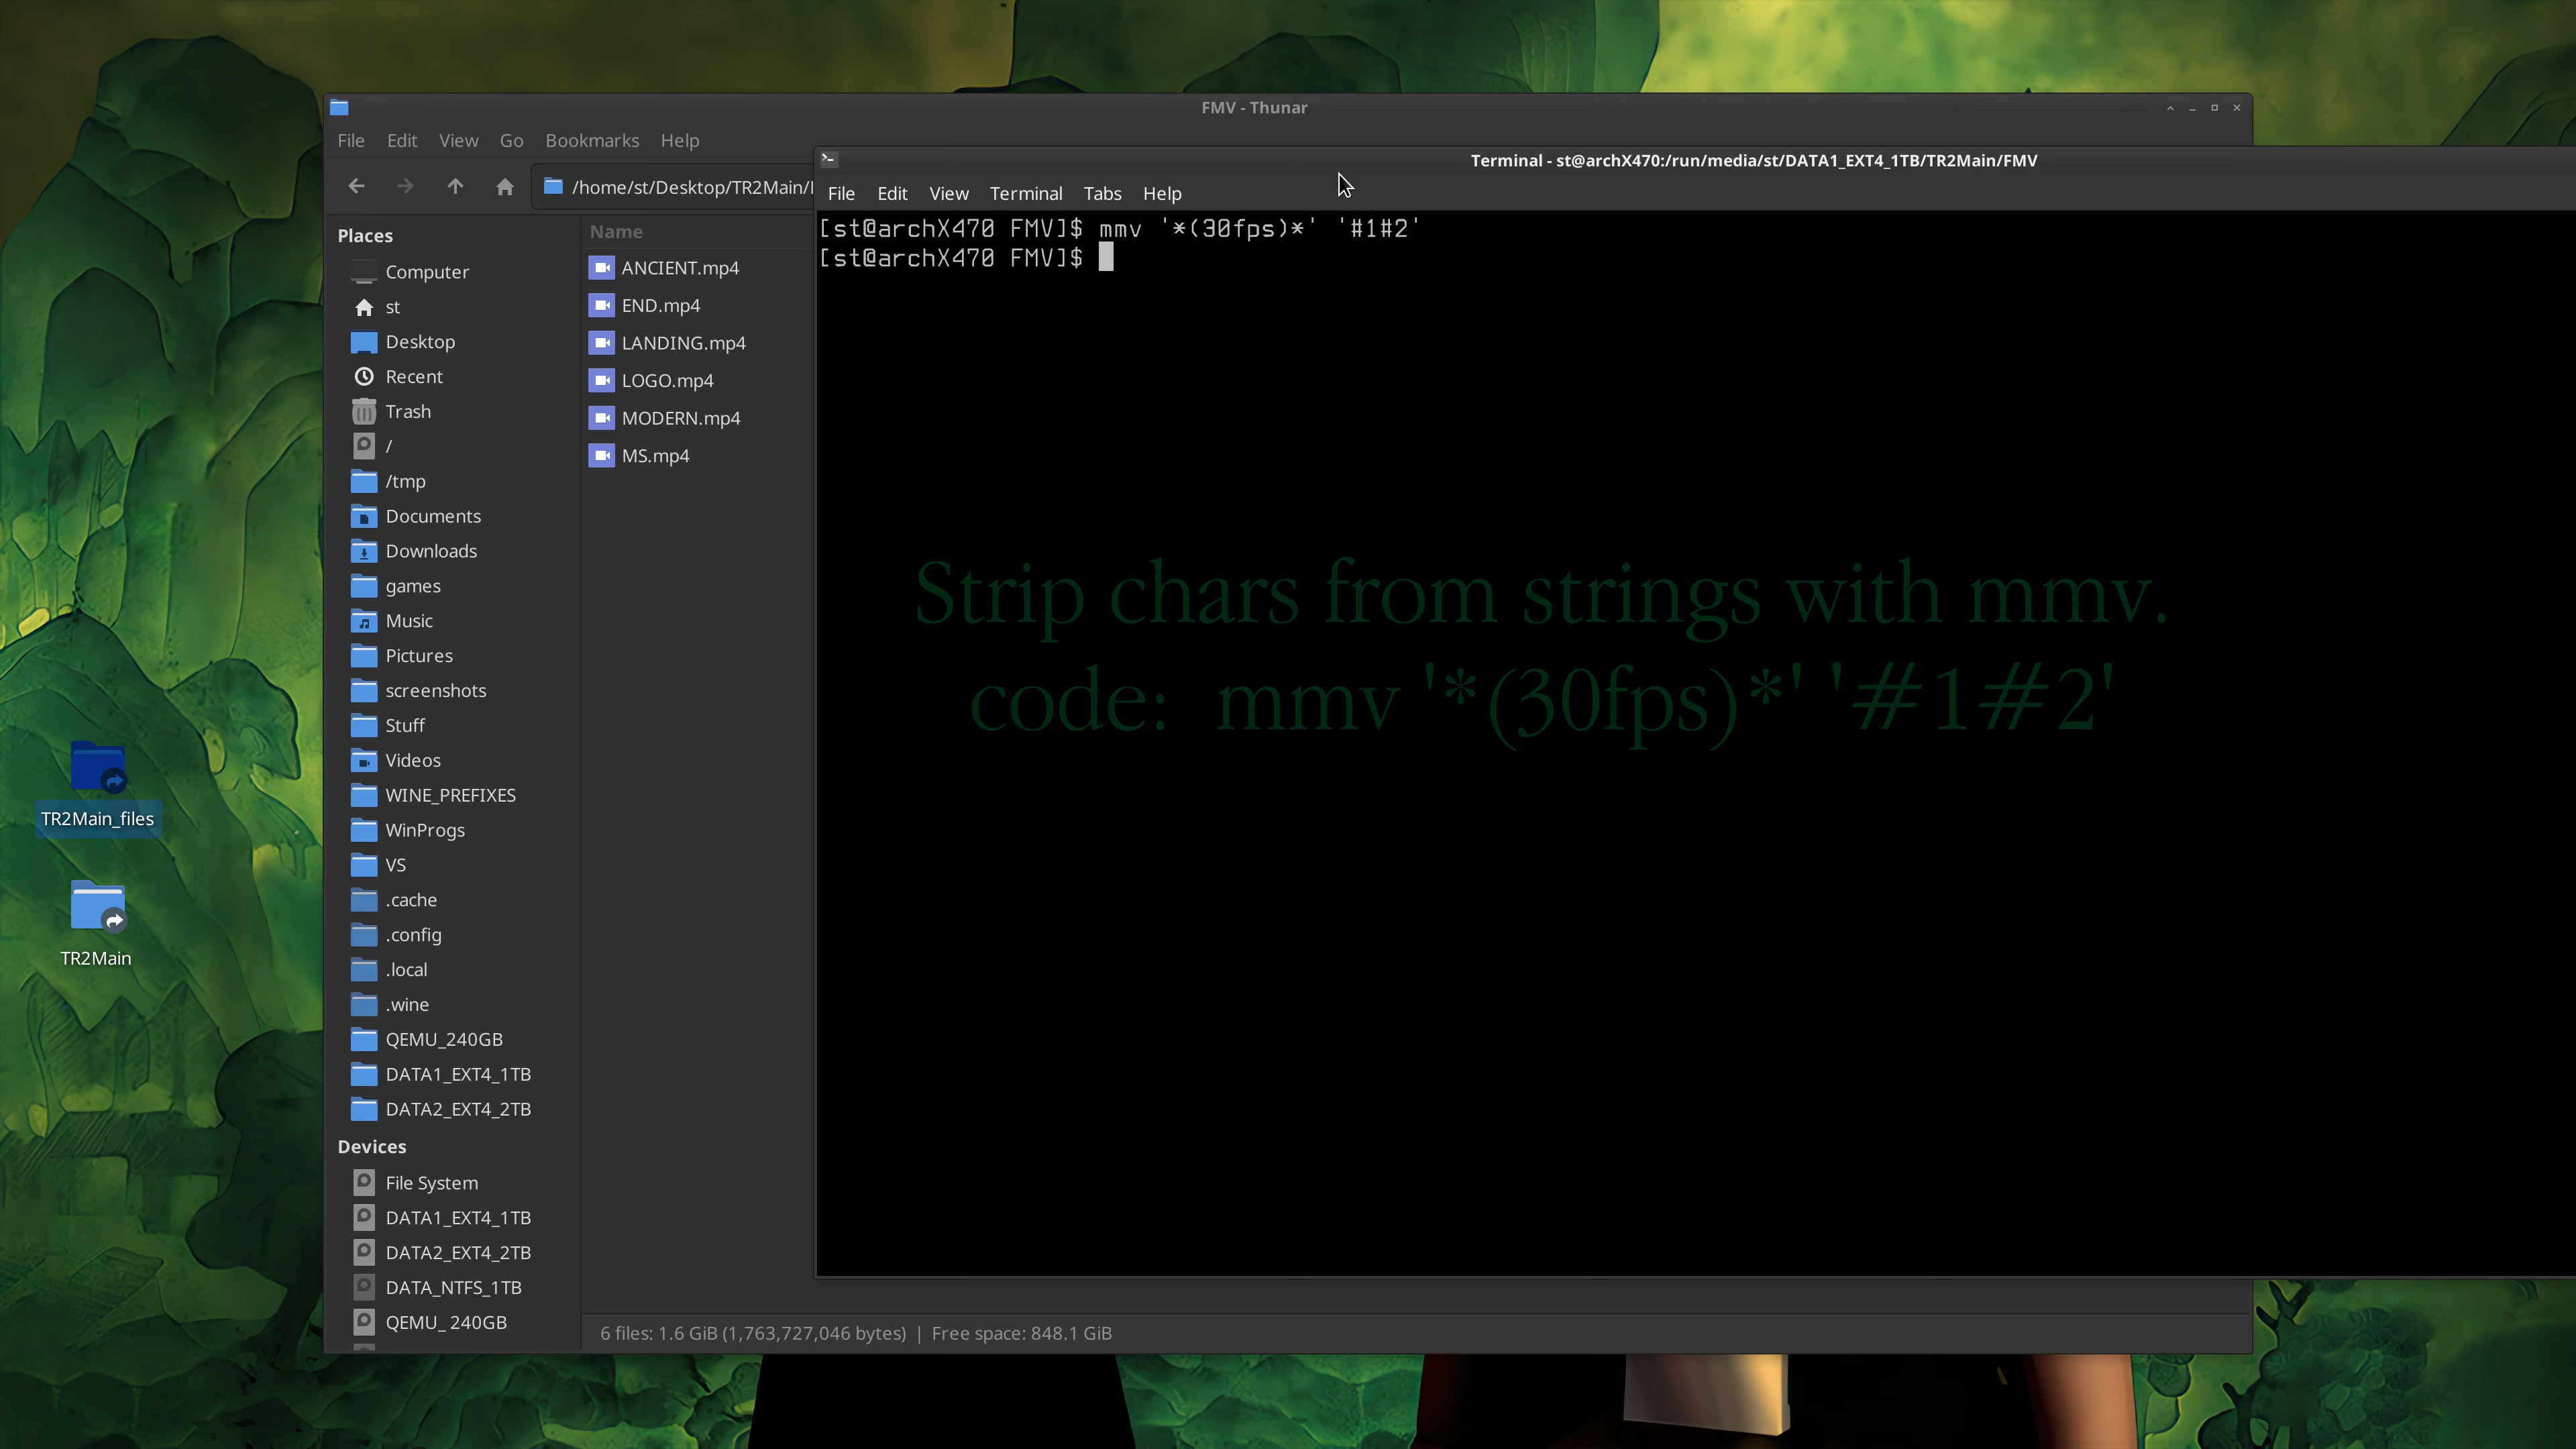 FMV - Thunar
File Edit View Go Bookmarks Help
/home/st/Desktop/TR2Main/
Places
Computer
st
Desktop
Recent
Trash
/
/tmp
Documents
Downloads
games
Music
Pictures
screenshots
Stuff
Videos
WINE_PREFIXES
WinProgs
VS
.cache
.config
.local
.wine
QEMU_240GB
DATA1_EXT4_1TB
DATA2_EXT4_2TB
Devices
File System
DATA1_EXT4_1TB
DATA2_EXT4_2TB
DATA_NTFS_1TB
QEMU_ 240GB
Name
ANCIENT.mp4
END.mp4
LANDING.mp4
LOGO.mp4
MODERN.mp4
MS.mp4
6 files: 1.6 GiB (1,763,727,046 bytes) | Free space: 848.1 GiB
Terminal - st@archX470:/run/media/st/DATA1_EXT4_1TB/TR2Main/FMV
File Edit View Terminal Tabs Help
[st@archX470 FMV]$ mmv '*(30fps)*' '#1#2'
[st@archX470 FMV]$
Strip chars from strings with mmv.
code: mmv '*(30fps)*' '#1#2'
TR2Main_files
TR2Main